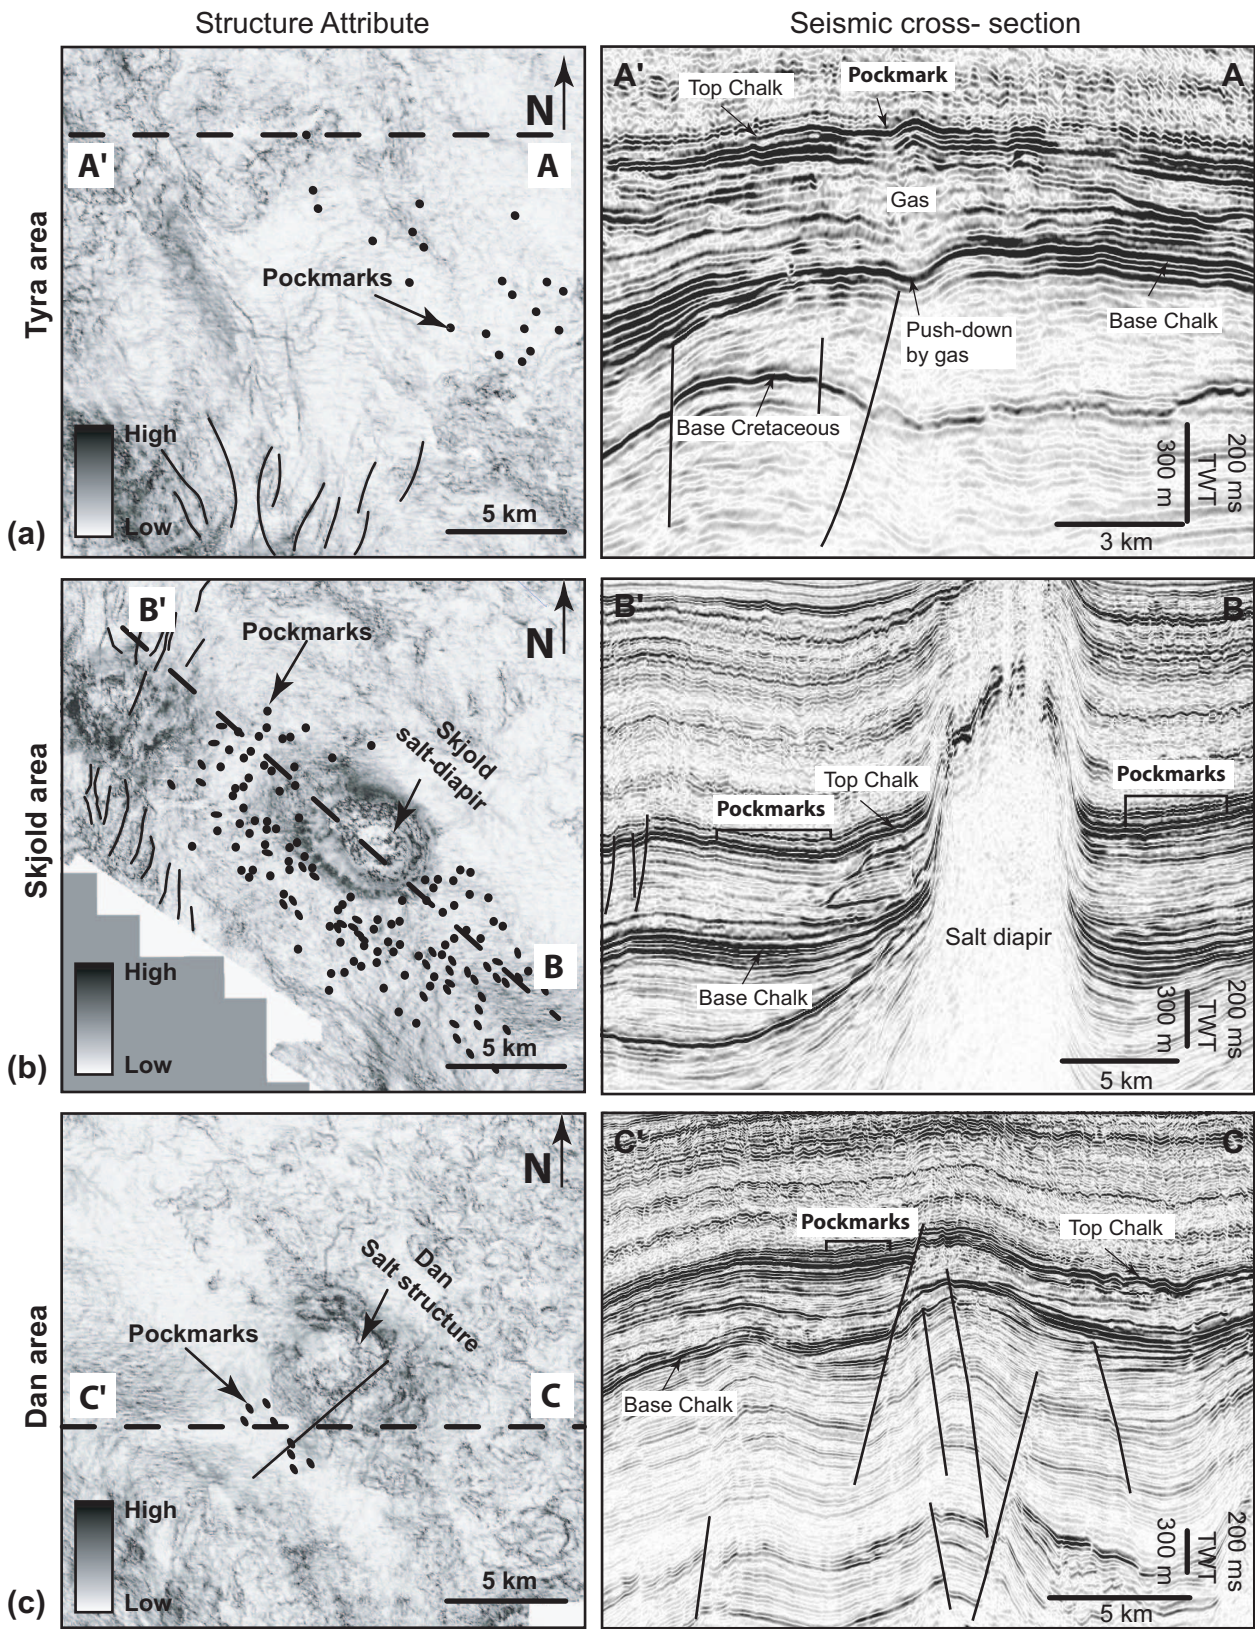 Structure Attribute
Seismic cross- section
Tyra area
(a)
N
A'
A
Pockmarks
High
Low
5 km
A'
A
Top Chalk
Pockmark
Gas
Push-down
by gas
Base Chalk
Base Cretaceous
300 m
200 ms
TWT
3 km
Skjold area
(b)
B'
N
Pockmarks
Skjold
salt-diapir
B
High
Low
5 km
B'
B
Top Chalk
Pockmarks
Pockmarks
Salt diapir
Base Chalk
300 m
200 ms
TWT
5 km
Dan area
(c)
N
Dan
Salt structure
Pockmarks
C'
C
High
Low
5 km
C'
C
Pockmarks
Top Chalk
Base Chalk
300 m
200 ms
TWT
5 km